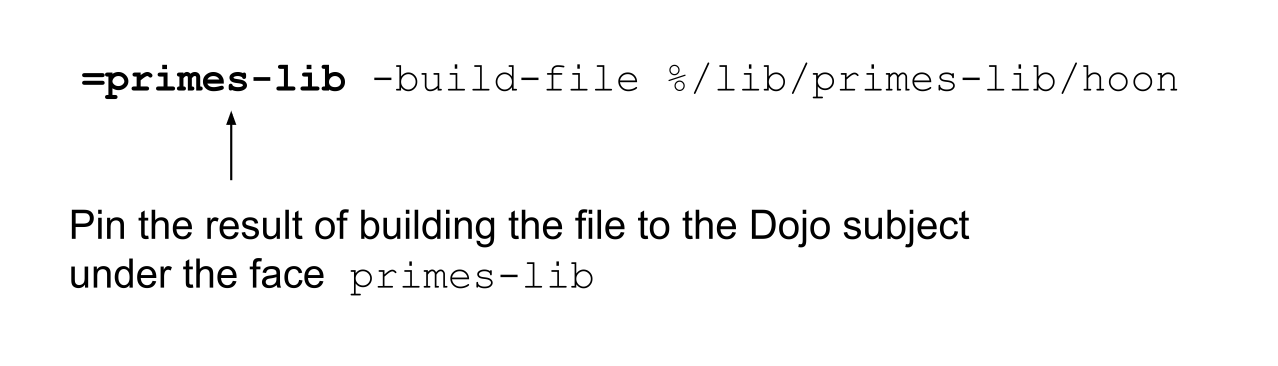 =primes-lib -build-file %/lib/primes-lib/hoon
Pin the result of building the file to the Dojo subject
under the face primes-lib